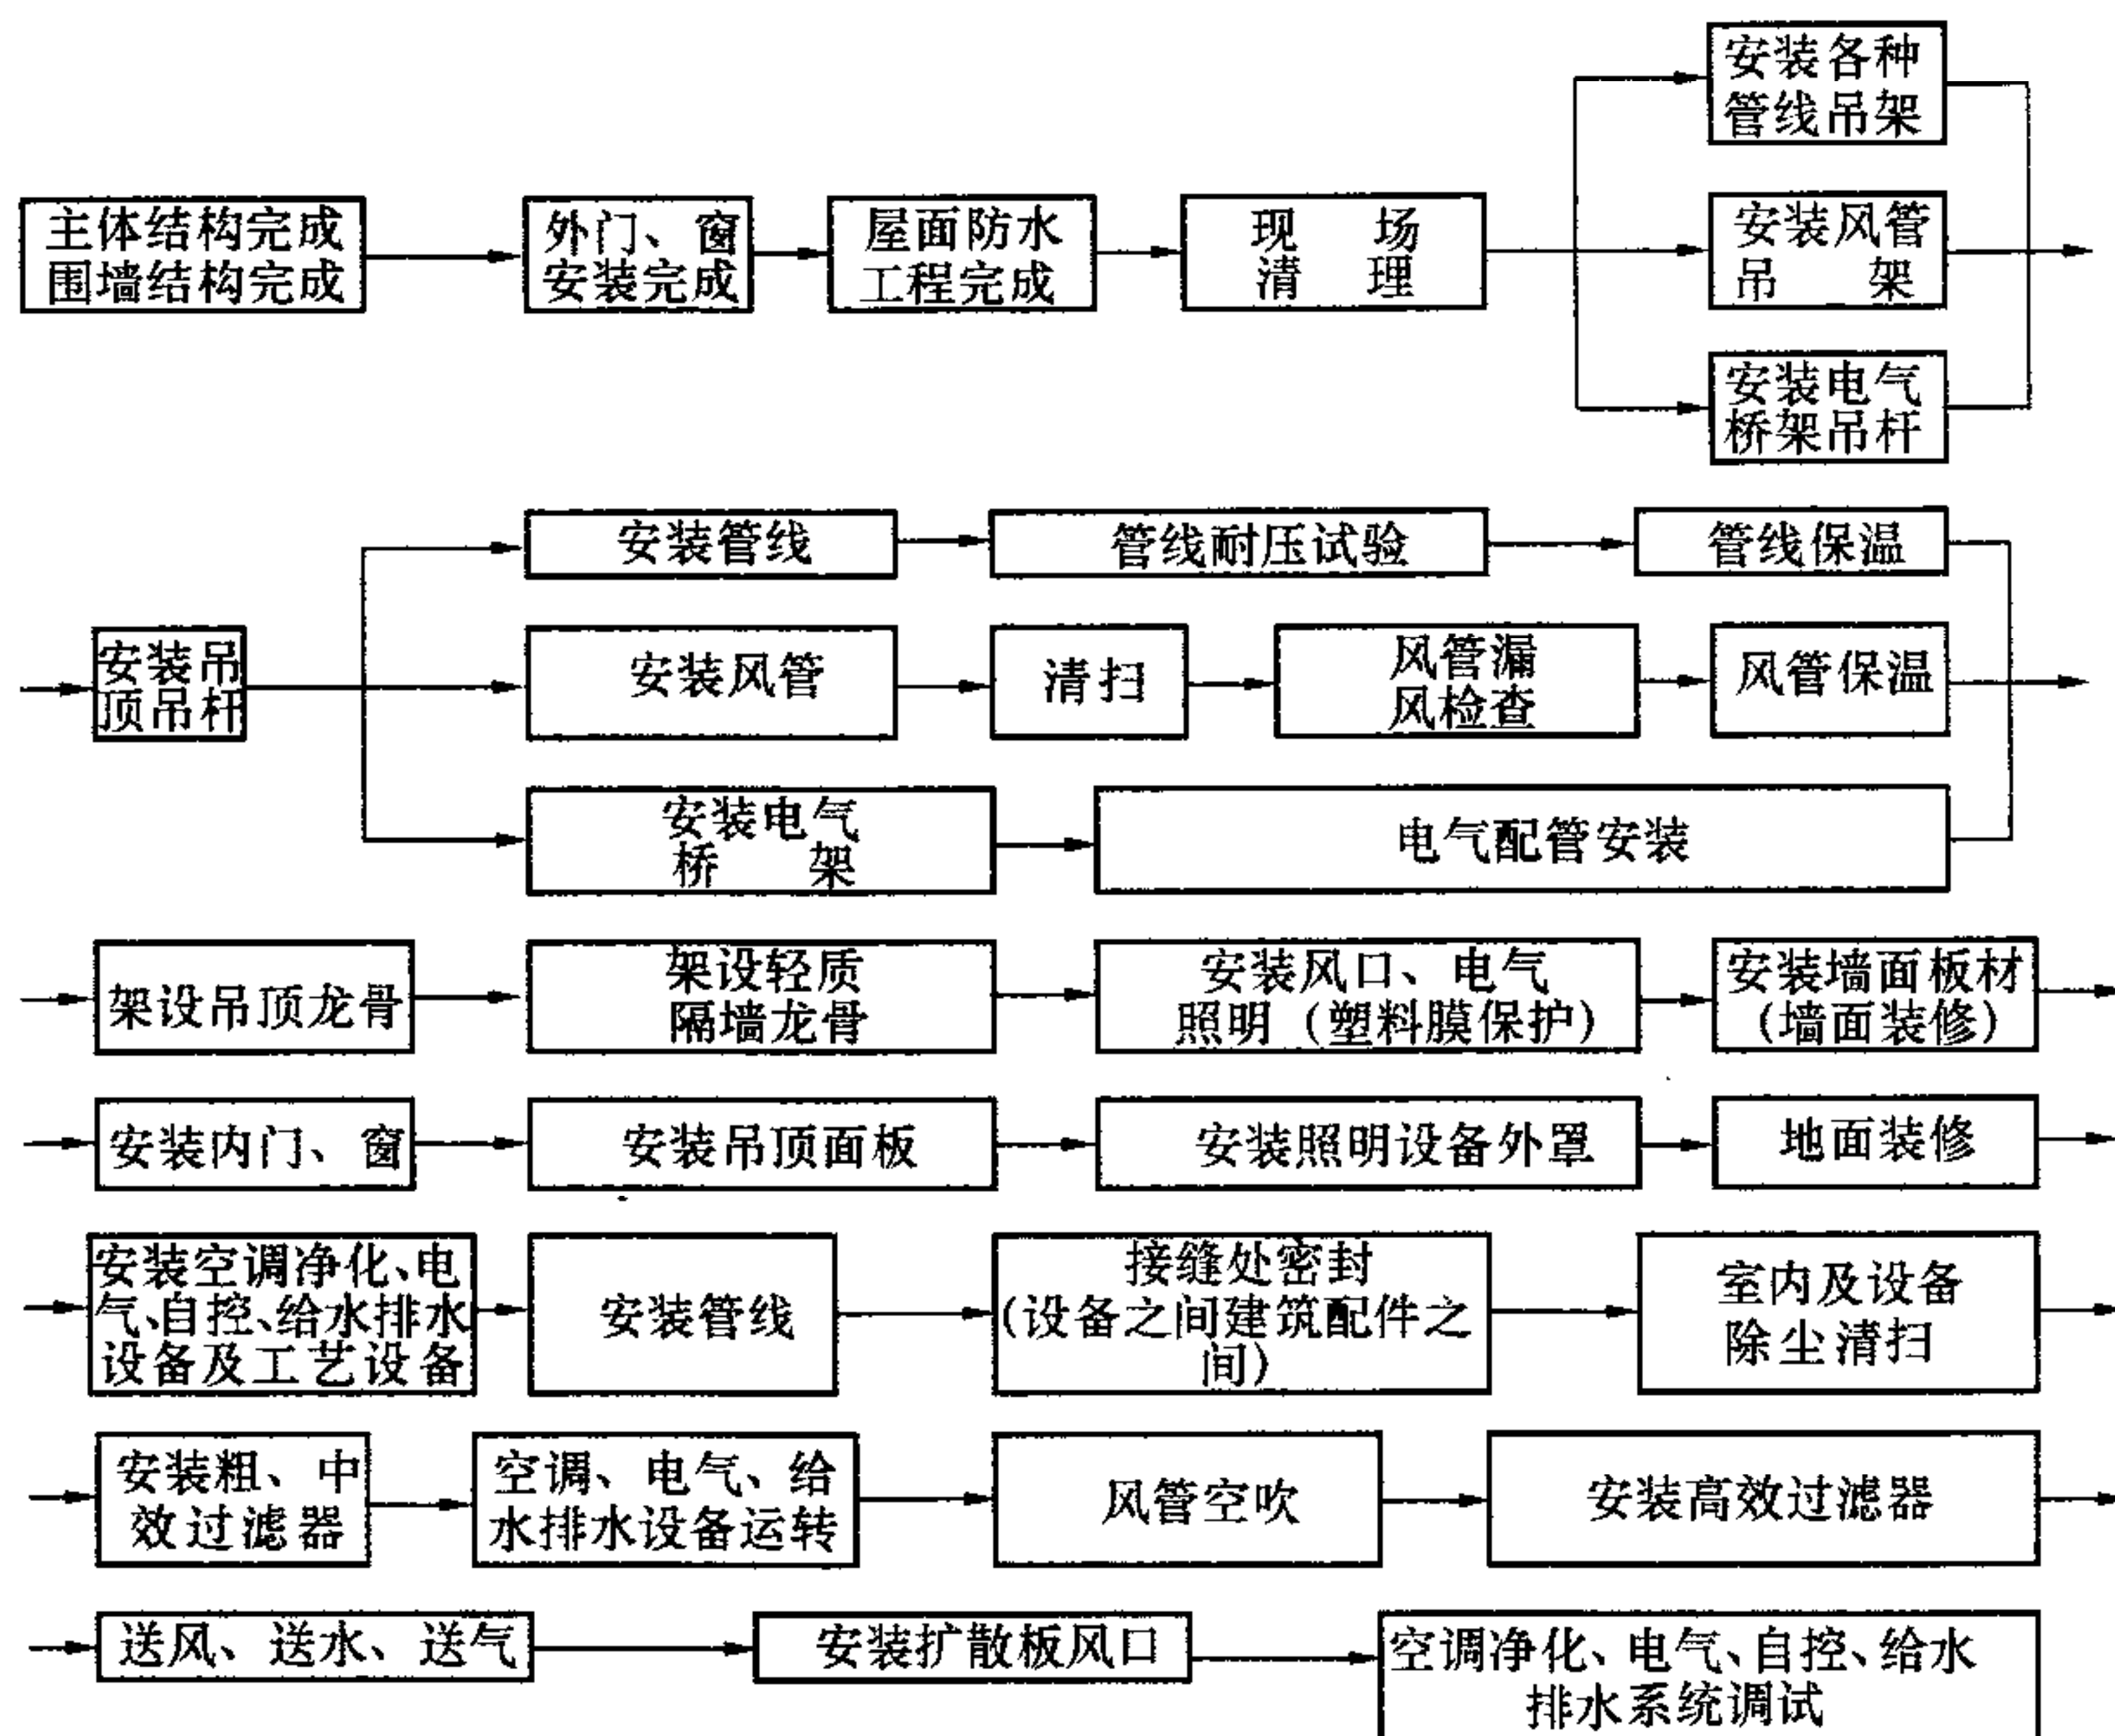 主体结构完成
围墙结构完成
外门、窗
安装完成
屋面防水
工程完成
现场
清理
安装各种
管线吊架
安装风管
吊架
安装电气
桥架吊杆
安装管线
管线耐压试验
管线保温
安装吊
顶吊杆
安装风管
清扫
风管漏
风检查
风管保温
安装电气
桥架
电气配管安装
架设吊顶龙骨
架设轻质
隔墙龙骨
安装风口、电气
照明（塑料膜保护）
安装墙面板材
（墙面装修）
安装内门、窗
安装吊顶面板
安装照明设备外罩
地面装修
安装空调净化、电
气、自控、给水排水
设备及工艺设备
安装管线
接缝处密封
（设备之间建筑配件之
间）
室内及设备
除尘清扫
安装粗、中
效过滤器
空调、电气、给
水排水设备运转
风管空吹
安装高效过滤器
送风、送水、送气
安装扩散板风口
空调净化、电气、自控、给水
排水系统调试